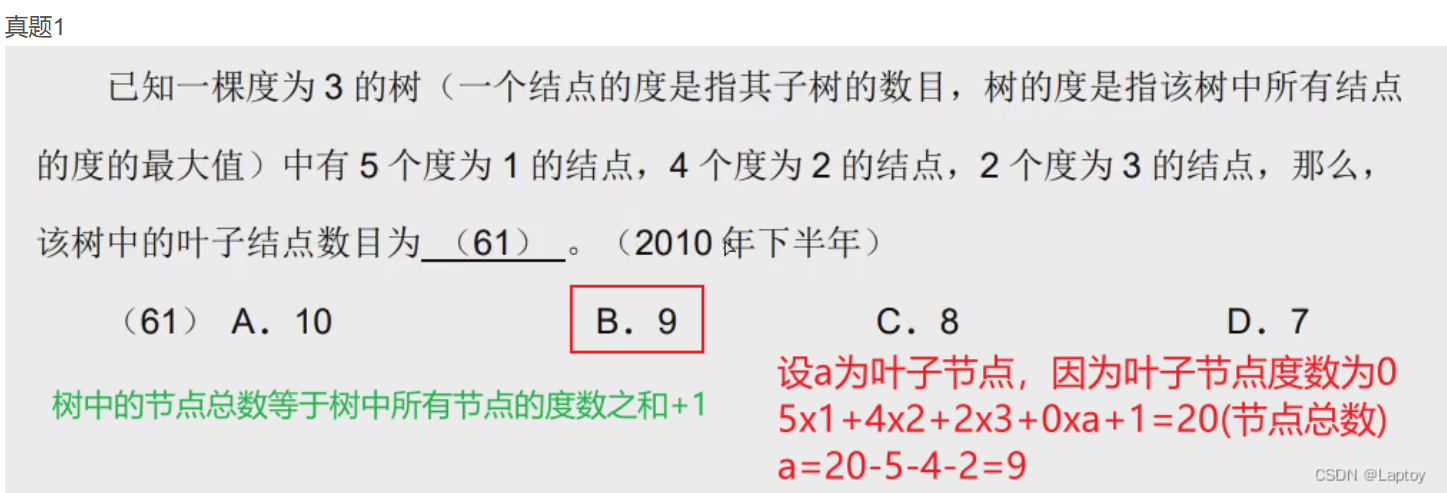 真题1
已知一棵度为 3 的树（一个结点的度是指其子树的数目，树的度是指该树中所有结点
的度的最大值）中有 5 个度为 1 的结点，4 个度为 2 的结点，2 个度为 3 的结点，那么，
该树中的叶子结点数目为（61）。（2010 年下半年）
（61） A．10 B．9 C．8 D．7
设a为叶子节点，因为叶子节点度数为0
树中的节点总数等于树中所有节点的度数之和+1
5x1+4x2+2x3+0xa+1=20(节点总数)
a=20-5-4-2=9
CSDN @Laptoy